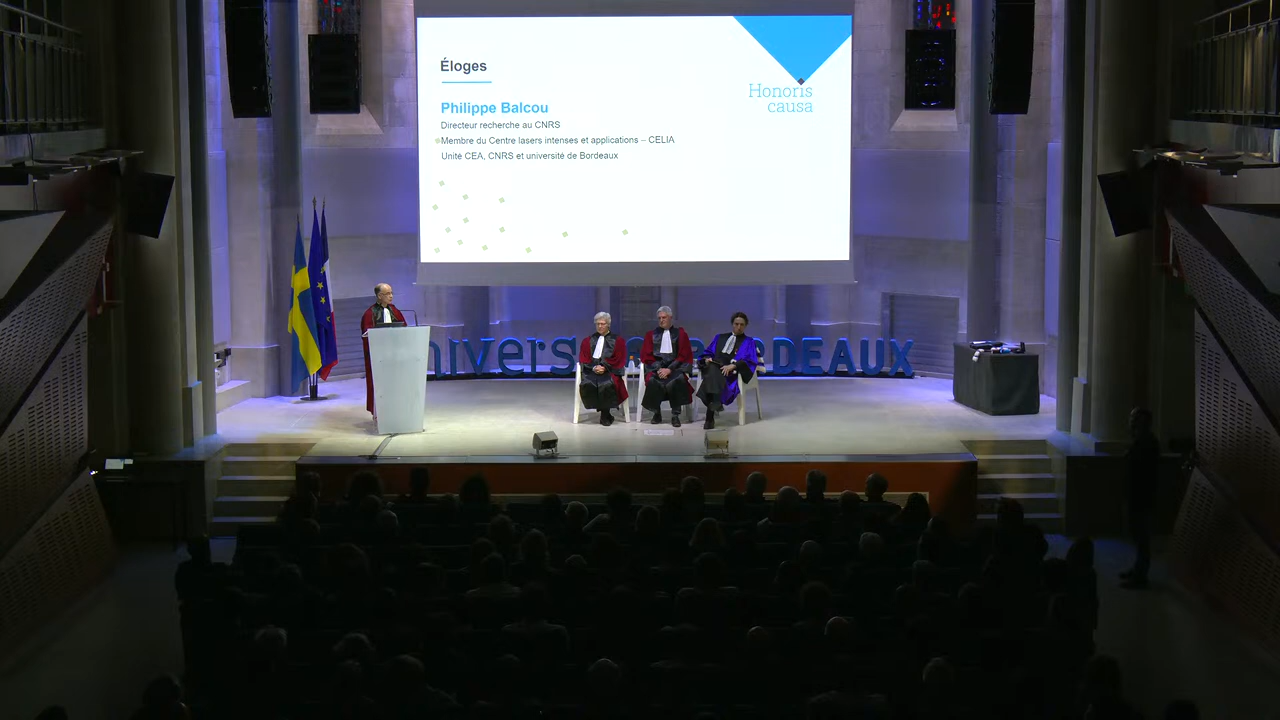 Éloges
Honoris
causa
Philippe Balcou
Directeur recherche au CNRS
Membre du Centre lasers intenses et applications – CELIA
Unité CEA, CNRS et université de Bordeaux
BORDEAUX